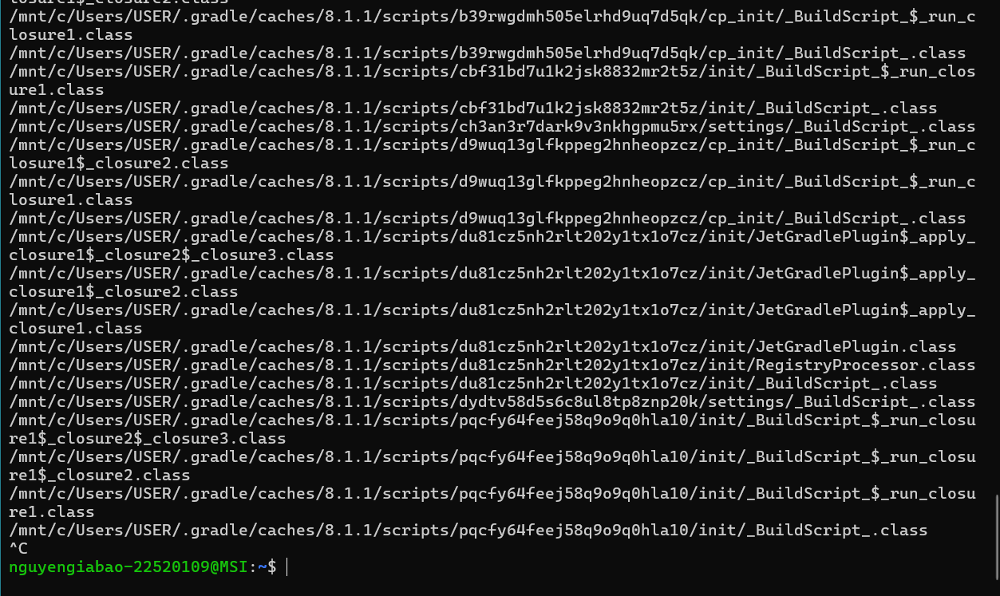 losure1$_closure2.class
/mnt/c/Users/USER/.gradle/caches/8.1.1/scripts/b39rwgdmh505elrhd9uq7d5qk/cp_init/_BuildScript_$_run_c
losure1.class
/mnt/c/Users/USER/.gradle/caches/8.1.1/scripts/b39rwgdmh505elrhd9uq7d5qk/cp_init/_BuildScript_.class
/mnt/c/Users/USER/.gradle/caches/8.1.1/scripts/cbf31bd7u1k2jsk8832mr2t5z/init/_BuildScript_$_run_clos
ure1.class
/mnt/c/Users/USER/.gradle/caches/8.1.1/scripts/cbf31bd7u1k2jsk8832mr2t5z/init/_BuildScript_.class
/mnt/c/Users/USER/.gradle/caches/8.1.1/scripts/ch3an3r7dark9v3nkhgpmu5rx/settings/_BuildScript_.class
/mnt/c/Users/USER/.gradle/caches/8.1.1/scripts/d9wuq13glfkppeg2hnheopzcz/cp_init/_BuildScript_$_run_c
losure1$_closure2.class
/mnt/c/Users/USER/.gradle/caches/8.1.1/scripts/d9wuq13glfkppeg2hnheopzcz/cp_init/_BuildScript_$_run_c
losure1.class
/mnt/c/Users/USER/.gradle/caches/8.1.1/scripts/d9wuq13glfkppeg2hnheopzcz/cp_init/_BuildScript_.class
/mnt/c/Users/USER/.gradle/caches/8.1.1/scripts/du81cz5nh2rlt202y1tx1o7cz/init/JetGradlePlugin$_apply_
closure1$_closure2$_closure3.class
/mnt/c/Users/USER/.gradle/caches/8.1.1/scripts/du81cz5nh2rlt202y1tx1o7cz/init/JetGradlePlugin$_apply_
closure1$_closure2.class
/mnt/c/Users/USER/.gradle/caches/8.1.1/scripts/du81cz5nh2rlt202y1tx1o7cz/init/JetGradlePlugin$_apply_
closure1.class
/mnt/c/Users/USER/.gradle/caches/8.1.1/scripts/du81cz5nh2rlt202y1tx1o7cz/init/JetGradlePlugin.class
/mnt/c/Users/USER/.gradle/caches/8.1.1/scripts/du81cz5nh2rlt202y1tx1o7cz/init/RegistryProcessor.class
/mnt/c/Users/USER/.gradle/caches/8.1.1/scripts/du81cz5nh2rlt202y1tx1o7cz/init/_BuildScript_.class
/mnt/c/Users/USER/.gradle/caches/8.1.1/scripts/dydtv58d5s6c8ul8tp8znp20k/settings/_BuildScript_.class
/mnt/c/Users/USER/.gradle/caches/8.1.1/scripts/pqcfy64feej58q9o9q0hla10/init/_BuildScript_$_run_closu
re1$_closure2$_closure3.class
/mnt/c/Users/USER/.gradle/caches/8.1.1/scripts/pqcfy64feej58q9o9q0hla10/init/_BuildScript_$_run_closu
re1$_closure2.class
/mnt/c/Users/USER/.gradle/caches/8.1.1/scripts/pqcfy64feej58q9o9q0hla10/init/_BuildScript_$_run_closu
re1.class
/mnt/c/Users/USER/.gradle/caches/8.1.1/scripts/pqcfy64feej58q9o9q0hla10/init/_BuildScript_.class
^C
nguyengiabao-22520109@MSI:~$